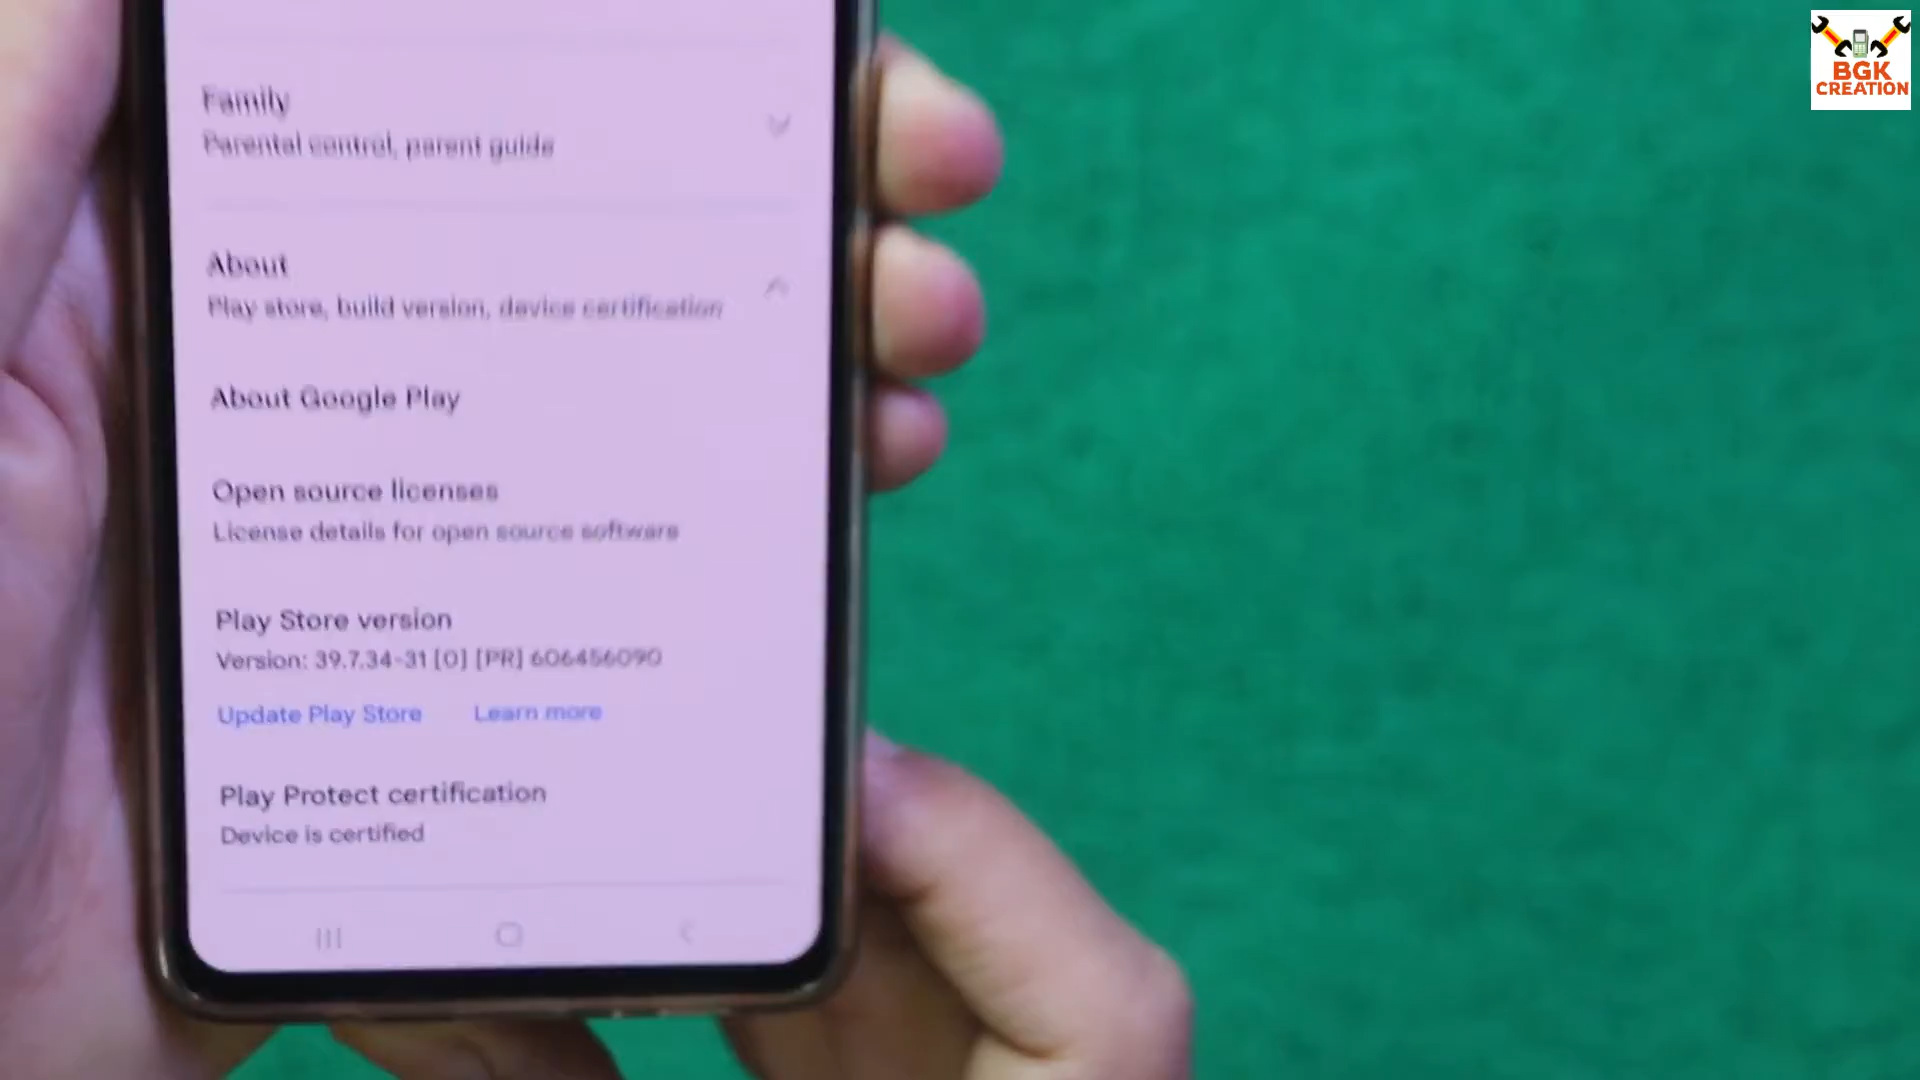 BGK
CREATION
Family
Parental control, parent guide
About
Play store, build version, device certification
About Google Play
Open source licenses
License details for open source software
Play Store version
Version: 39.7.34-31 [0] [PR] 606456090
Update Play Store Learn more
Play Protect certification
Device is certified